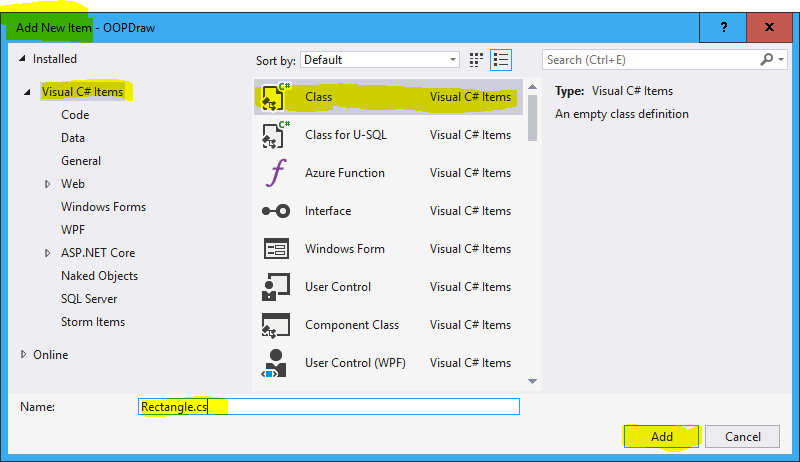 Add New Item - OOPDraw
?
x
Installed
Sort by: Default
Search (Ctrl+E)
Visual C# Items
Code
Data
General
Web
Windows Forms
WPF
ASP.NET Core
Naked Objects
SQL Server
Storm Items
Online
C#
Class Visual C# Items
C#
Class for U-SQL Visual C# Items
Azure Function Visual C# Items
Interface Visual C# Items
Windows Form Visual C# Items
User Control Visual C# Items
Component Class Visual C# Items
User Control (WPF) Visual C# Items
Type: Visual C# Items
An empty class definition
Name: Rectangle.cs
Add Cancel